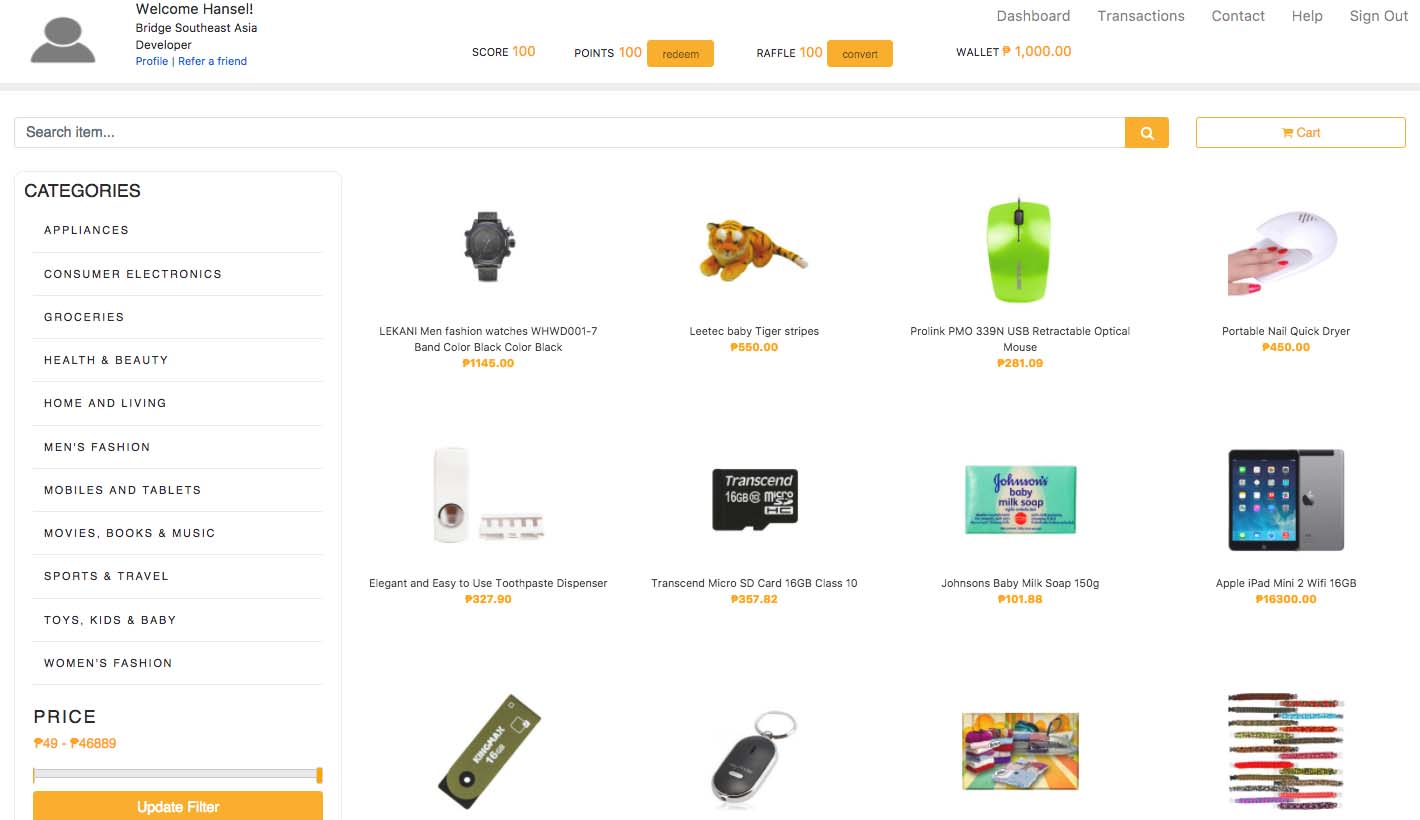 Welcome Hansel!
Bridge Southeast Asia
Developer
Profile | Refer a friend
SCORE 100
POINTS 100 redeem
RAFFLE 100 convert
WALLET ₱ 1,000.00
Dashboard Transactions Contact Help Sign Out
Search item...
Cart
CATEGORIES
APPLIANCES
CONSUMER ELECTRONICS
GROCERIES
HEALTH & BEAUTY
HOME AND LIVING
MEN'S FASHION
MOBILES AND TABLETS
MOVIES, BOOKS & MUSIC
SPORTS & TRAVEL
TOYS, KIDS & BABY
WOMEN'S FASHION
PRICE
₱49 - ₱46889
Update Filter
LEKANI Men fashion watches WHWD001-7
Band Color Black Color Black
₱1145.00
Leetec baby Tiger stripes
₱550.00
Prolink PMO 339N USB Retractable Optical
Mouse
₱281.09
Portable Nail Quick Dryer
₱450.00
Elegant and Easy to Use Toothpaste Dispenser
₱327.90
Transcend
16GB 10 micro
SD
HC
Transcend Micro SD Card 16GB Class 10
₱357.82
Johnson's
baby
milk soap
Johnsons Baby Milk Soap 150g
₱101.88
Apple iPad Mini 2 Wifi 16GB
₱16300.00
KINGMAX
16GB